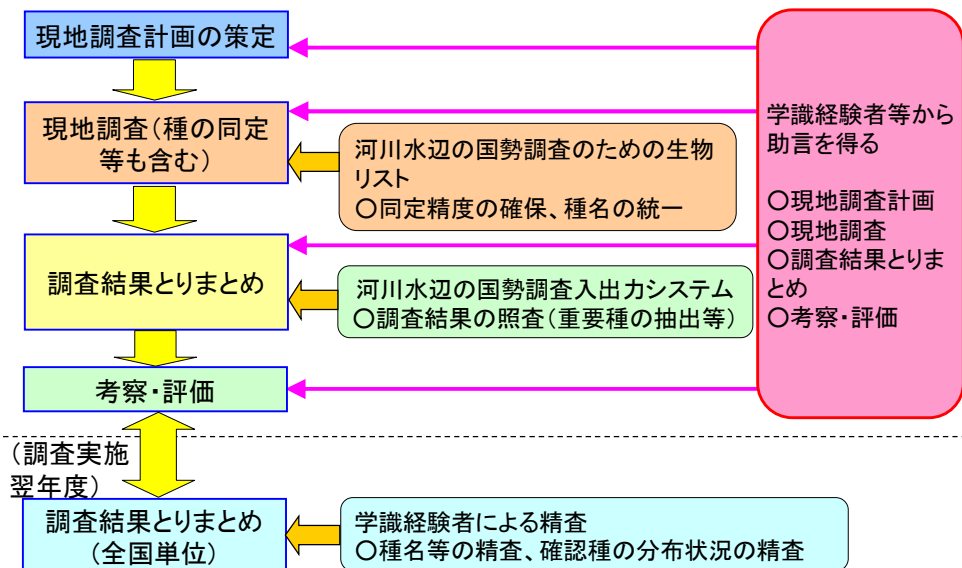 現地調査計画の策定
現地調査(種の同定
等も含む)
河川水辺の国勢調査のための生物
リスト
〇同定精度の確保、種名の統一
調査結果とりまとめ
河川水辺の国勢調査入出力システム
〇調査結果の照査(重要種の抽出等)
考察・評価
学識経験者等から
助言を得る
〇現地調査計画
〇現地調査
〇調査結果とりま
とめ
〇考察・評価
(調査実施
翌年度)
調査結果とりまとめ
(全国単位)
学識経験者による精査
〇種名等の精査、確認種の分布状況の精査